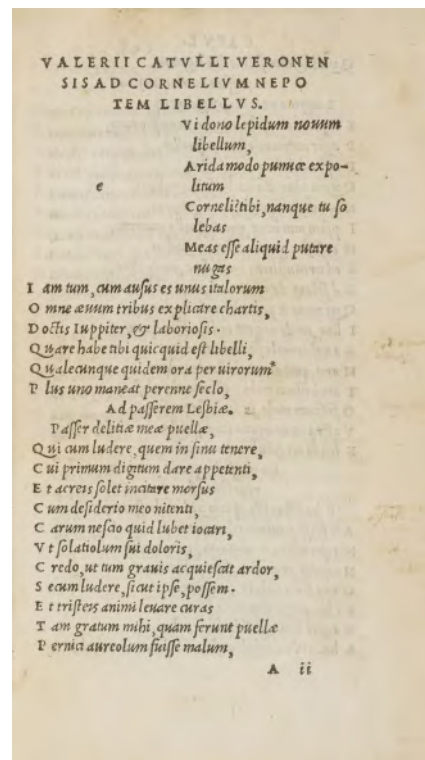 VALERII CATVLLI VERONEN
SIS AD CORNELIVM NEPO
TEM LIBELLVS.
Vi dono lepidum nouum
libellum,
Arida modo pumice expo-
e litum
Corneli? tibi, nanque tu so
lebas
Meas esse aliquid putare
nugas
I am tum, cum ausus es unus italorum
O mne æuum tribus explicare chartis,
D octis Iuppiter, & laboriosis.
Q uare habe tibi quicquid est libelli,
Q ualecunque quidem ora per uirorum
P lus uno maneat perenne seclo,
Ad passerem Lesbiæ.
Passer delitiæ meæ puellæ,
Q ui cum ludere, quem in sinu tenere,
C ui primum digitum dare appetenti,
E t acreis solet incitare morsus
C um desiderio meo nitenti,
C arum nescio quid lubet iocari,
V t solatiolum sui doloris,
C redo, ut tum grauis acquiescat ardor,
S ecum ludere, sicut ipse, possem.
E t tristeis animi leuare curas
T am gratum mihi, quam ferunt puellæ
P ernici aureolum fuisse malum,
A ii